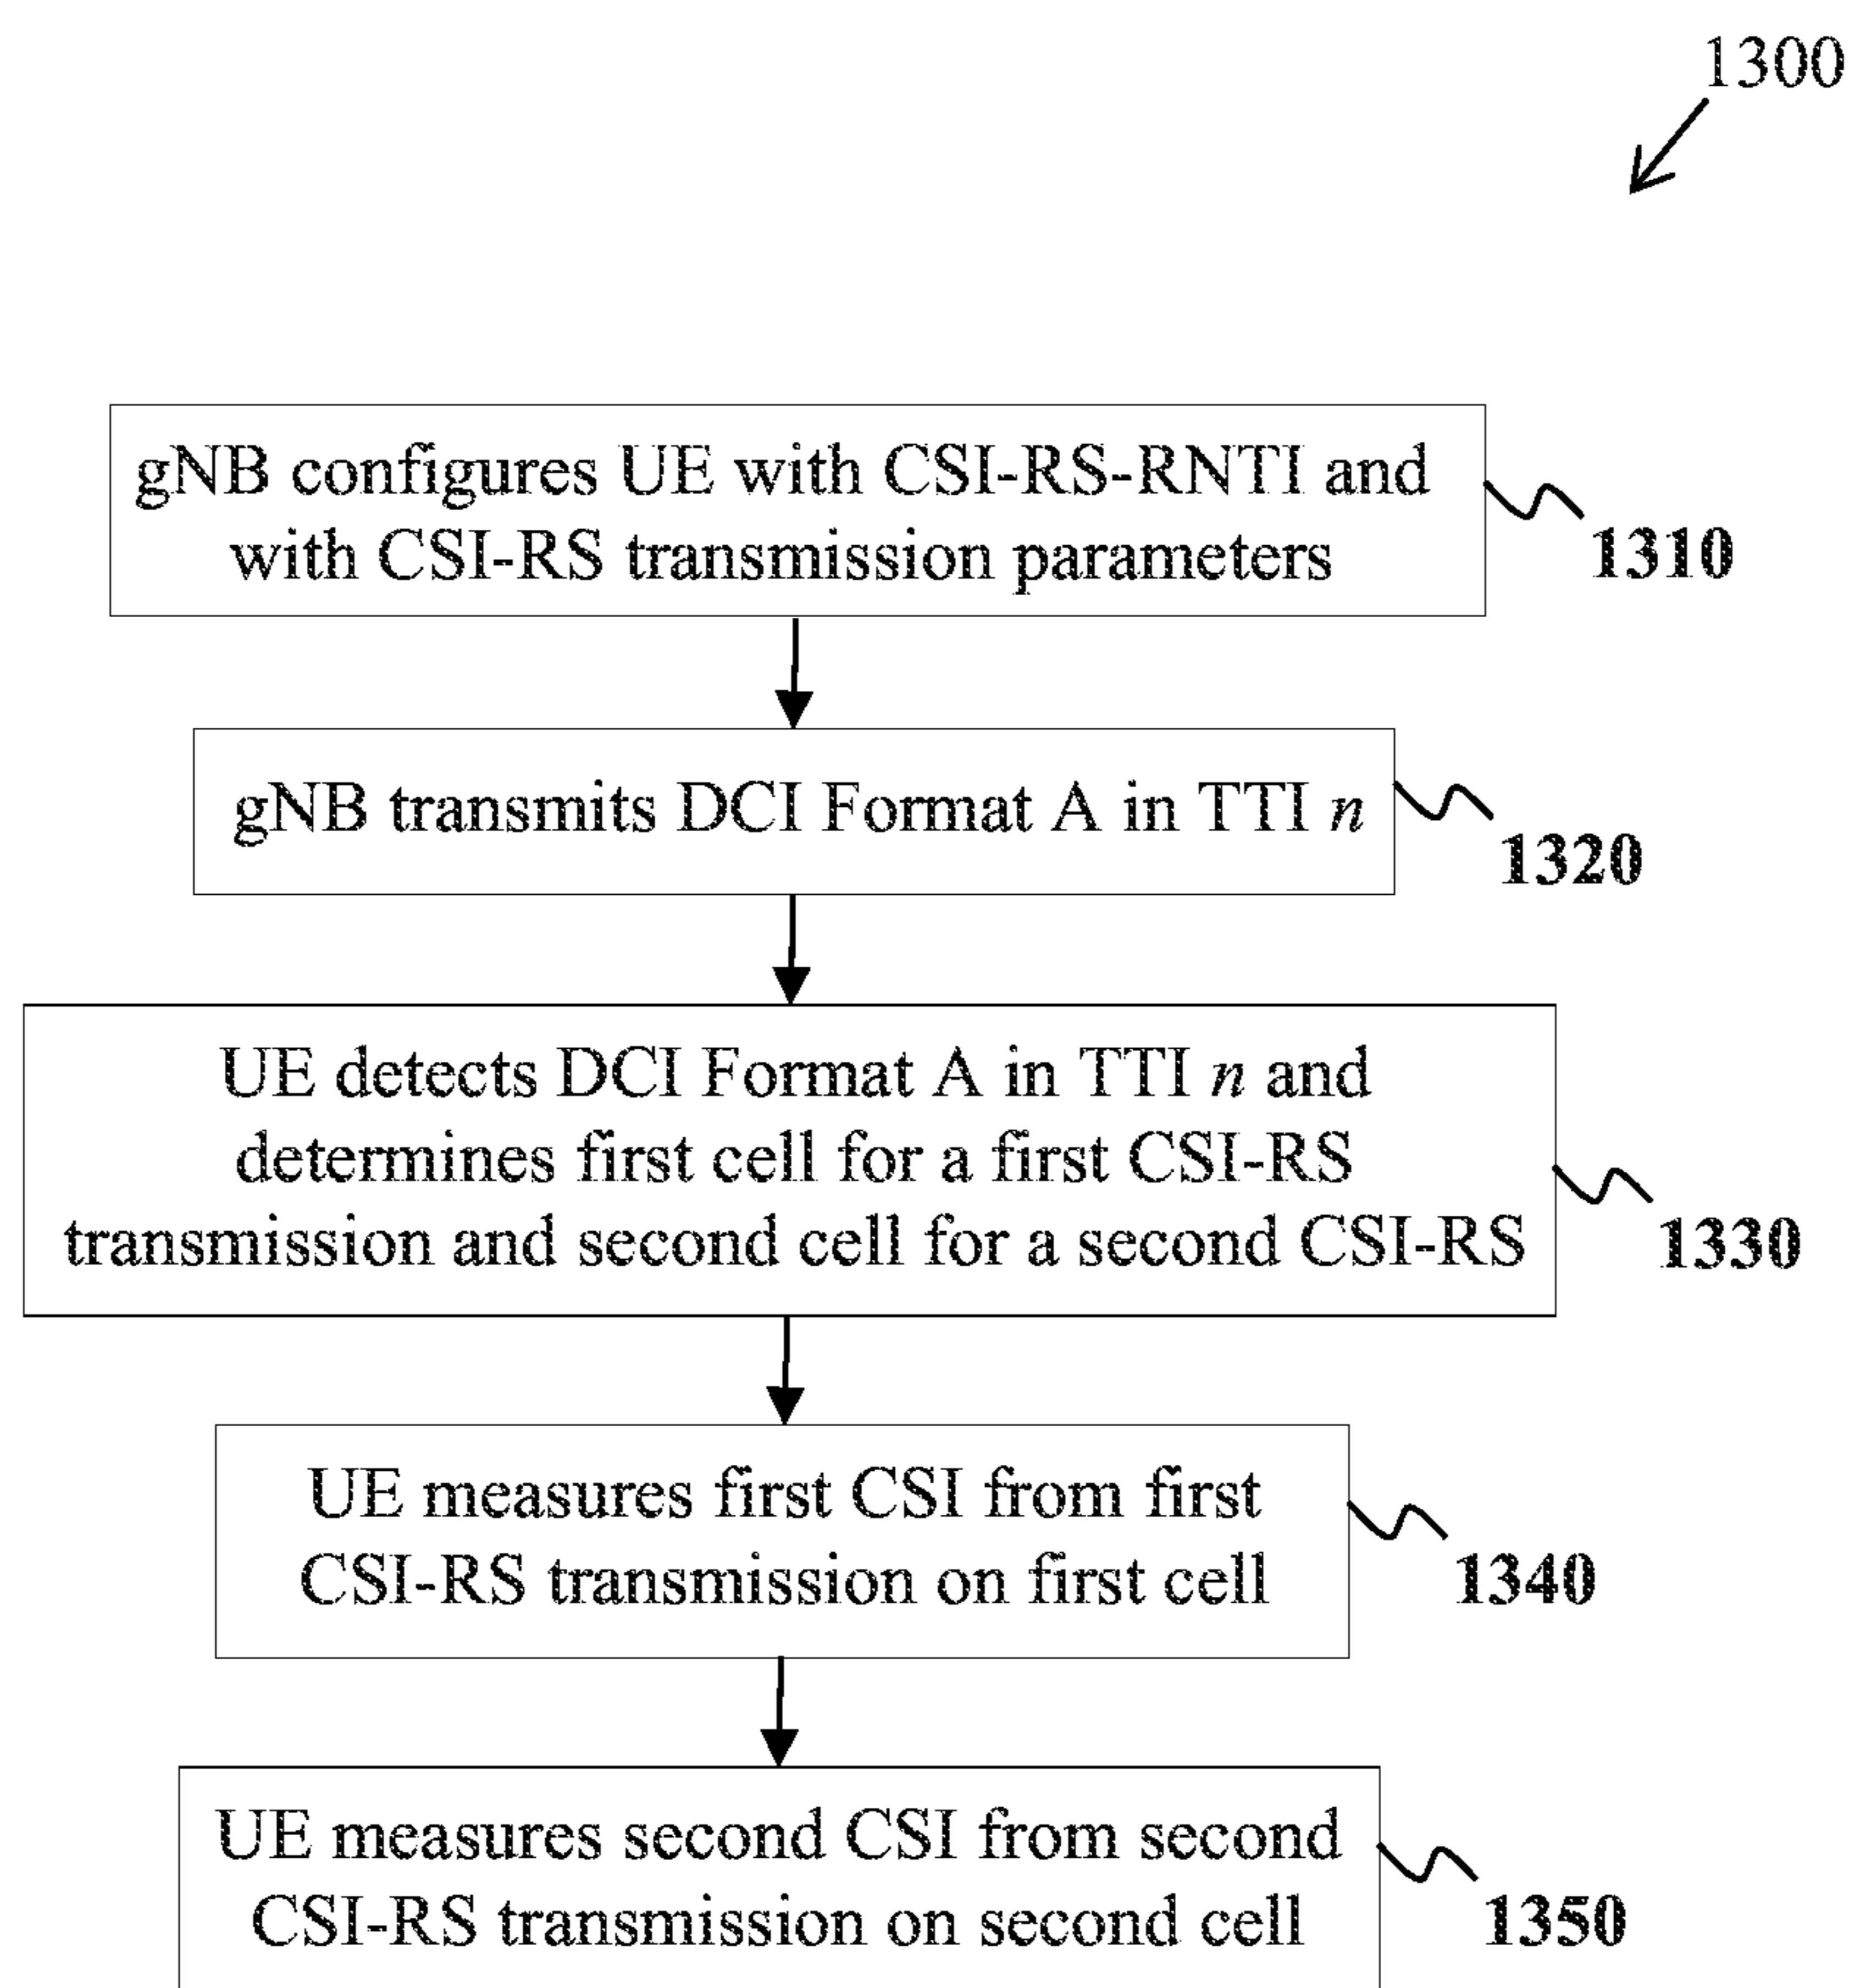 1300
gNB configures UE with CSI-RS-RNTI and
with CSI-RS transmission parameters
1310
gNB transmits DCI Format A in TTI n
1320
UE detects DCI Format A in TTI n and
determines first cell for a first CSI-RS
transmission and second cell for a second CSI-RS
1330
UE measures first CSI from first
CSI-RS transmission on first cell
1340
UE measures second CSI from second
CSI-RS transmission on second cell
1350